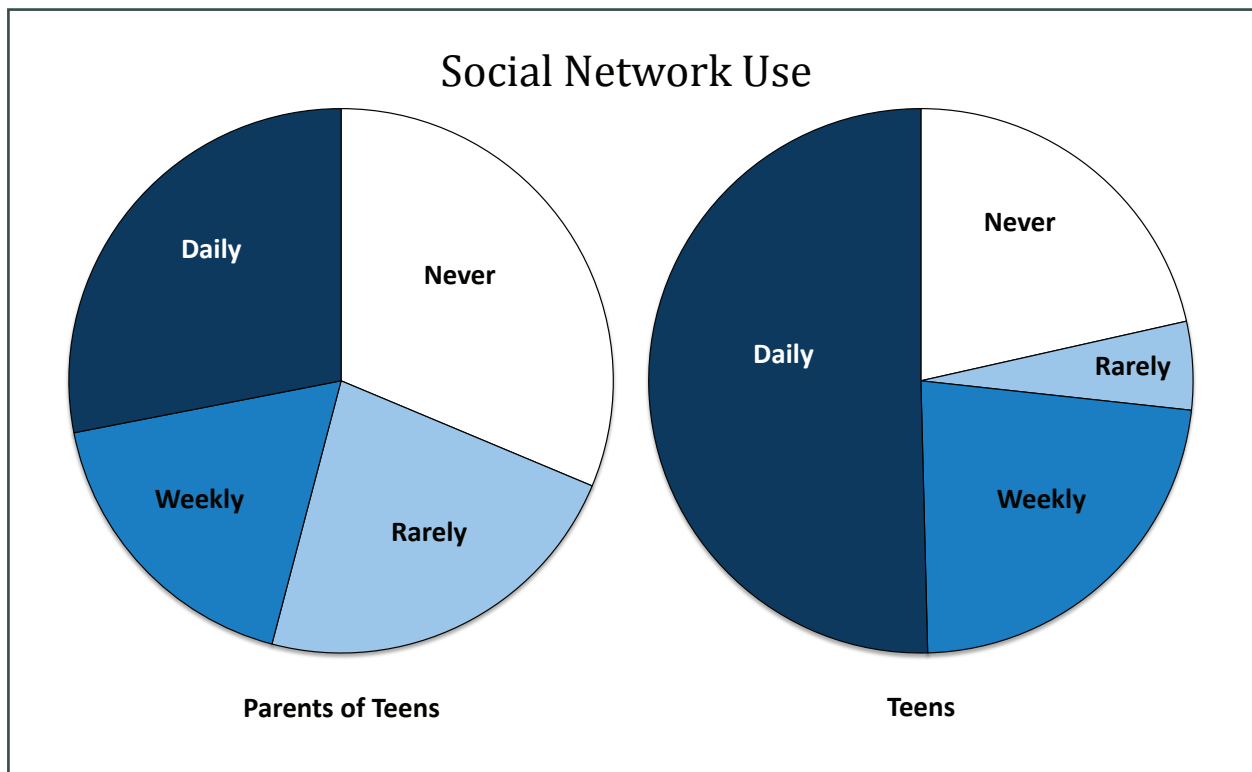 Social Network Use
Daily
Never
Weekly
Rarely
Parents of Teens
Never
Daily
Rarely
Weekly
Teens